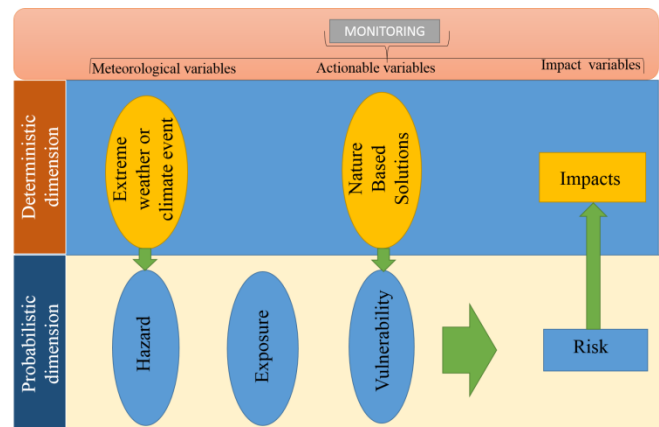 MONITORING
Meteorological variables
Actionable variables
Impact variables
Deterministic
dimension
Extreme
weather or
climate event
Nature
Based
Solutions
Impacts
Probabilistic
dimension
Hazard
Exposure
Vulnerability
Risk